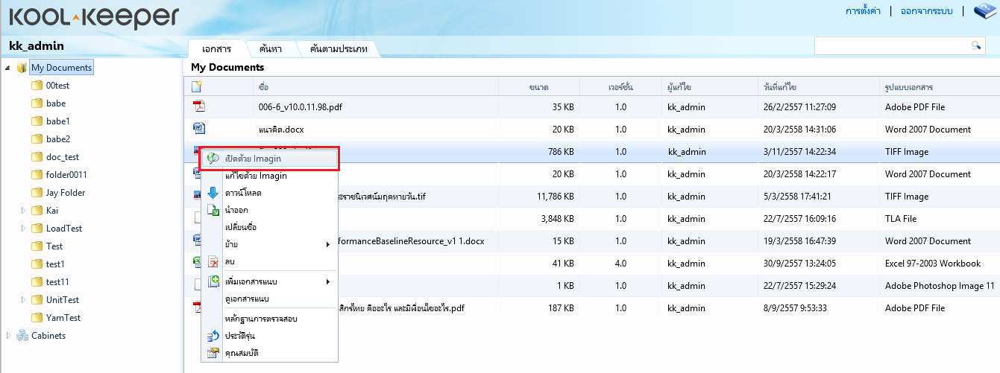 KOOL-KEEPER
การตั้งค่า | ออกจากระบบ |
kk_admin
เอกสาร ค้นหา ค้นตามประเภท
My Documents
00test
babe
babe1
babe2
doc_test
folder0011
Jay Folder
Kai
LoadTest
Test
test1
test11
UnitTest
YamTest
Cabinets
My Documents
ชื่อ ขนาด เวอร์ชั่น ผู้แก้ไข วันที่แก้ไข รูปแบบเอกสาร
006-6_v10.0.11.98.pdf 35 KB 1.0 kk_admin 26/2/2557 11:27:09 Adobe PDF File
แนวคิด.docx 20 KB 1.0 kk_admin 20/3/2558 14:31:06 Word 2007 Document
786 KB 1.0 kk_admin 3/11/2557 14:22:34 TIFF Image
20 KB 1.0 kk_admin 20/3/2558 14:22:17 Word 2007 Document
ะราชนิเวศนัมฤคทายวัน.tif 11,786 KB 1.0 kk_admin 5/3/2558 17:41:21 TIFF Image
3,848 KB 1.0 kk_admin 22/7/2557 16:09:16 TLA File
formanceBaselineResource_v1 1.docx 15 KB 1.0 kk_admin 19/3/2558 16:47:39 Word 2007 Document
41 KB 4.0 kk_admin 30/9/2557 13:24:05 Excel 97-2003 Workbook
1 KB 1.0 kk_admin 22/7/2557 15:29:24 Adobe Photoshop Image 11
สิกรไทย คืออะไร และมีเงื่อนไขอะไร.pdf 187 KB 1.0 kk_admin 8/9/2557 9:53:33 Adobe PDF File
เปิดด้วย Imagin
แก้ไขด้วย Imagin
ดาวน์โหลด
นำออก
เปลี่ยนชื่อ
ย้าย
ลบ
เพิ่มเอกสารแนบ
ดูเอกสารแนบ
หลักฐานการตรวจสอบ
ประวัติรุ่น
คุณสมบัติ